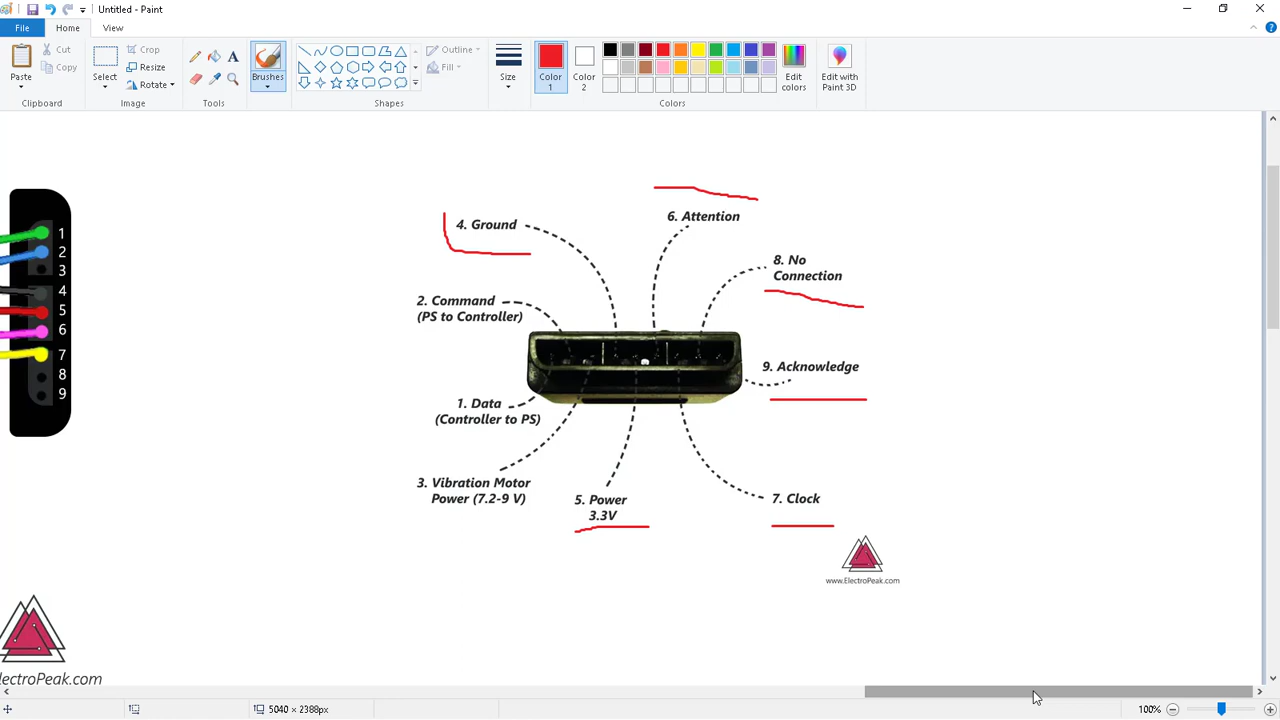 Untitled - Paint
File
Home
View
Paste
Cut
Copy
Clipboard
Select
Crop
Resize
Rotate
Image
A
Tools
Brushes
Outline
Fill
Shapes
Size
Color
1
Color
2
Edit
colors
Edit with
Paint 3D
Colors
1
2
3
4
5
6
7
8
9
4. Ground
6. Attention
8. No
Connection
2. Command
(PS to Controller)
9. Acknowledge
1. Data
(Controller to PS)
3. Vibration Motor
Power (7.2-9 V)
5. Power
3.3V
7. Clock
www.ElectroPeak.com
lectroPeak.com
5040 × 2388px
100%